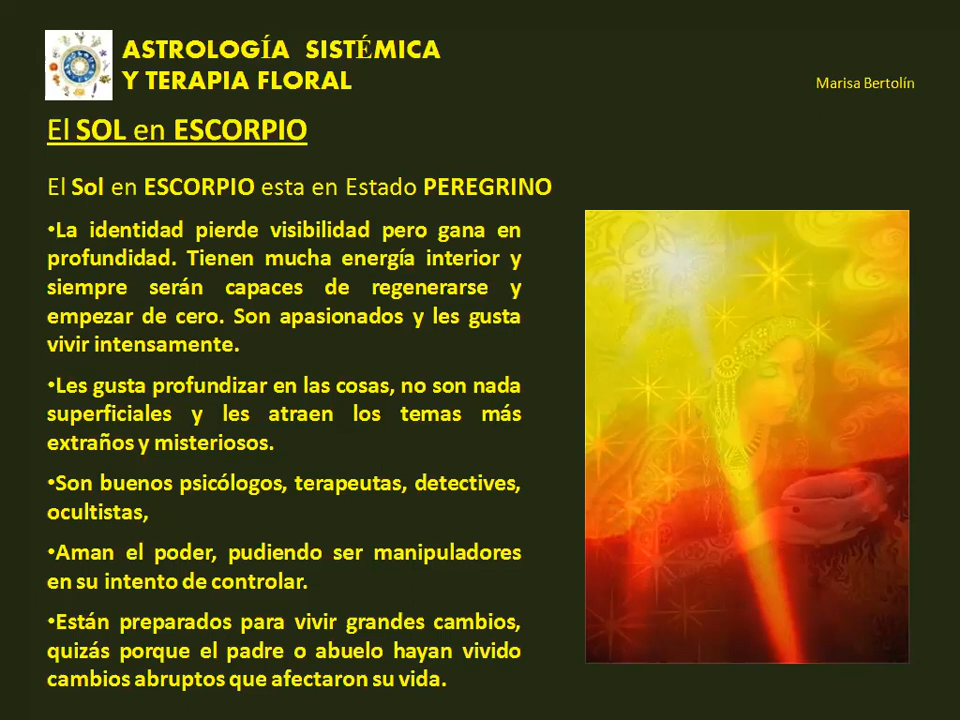 ASTROLOGÍA SISTÉMICA
Y TERAPIA FLORAL
Marisa Bertolín
El SOL en ESCORPIO
El Sol en ESCORPIO esta en Estado PEREGRINO
•La identidad pierde visibilidad pero gana en
profundidad. Tienen mucha energía interior y
siempre serán capaces de regenerarse y
empezar de cero. Son apasionados y les gusta
vivir intensamente.
•Les gusta profundizar en las cosas, no son nada
superficiales y les atraen los temas más
extraños y misteriosos.
•Son buenos psicólogos, terapeutas, detectives,
ocultistas,
•Aman el poder, pudiendo ser manipuladores
en su intento de controlar.
•Están preparados para vivir grandes cambios,
quizás porque el padre o abuelo hayan vivido
cambios abruptos que afectaron su vida.